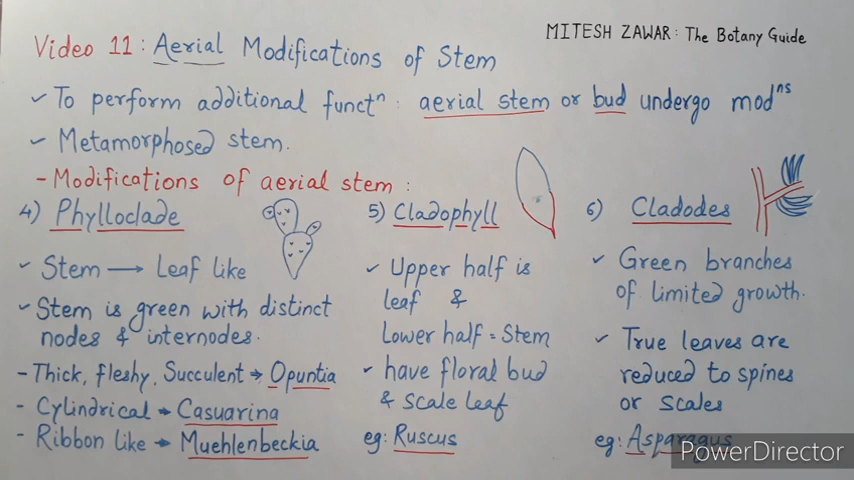 MITESH ZAWAR: The Botany Guide
Video 11: Aerial Modifications of Stem
✓ To perform additional functⁿ: aerial stem or bud undergo modⁿˢ
✓ Metamorphosed stem.
- Modifications of aerial stem:
4) Phylloclade
✓ Stem → Leaf like
✓ Stem is green with distinct
nodes & internodes.
- Thick, fleshy, Succulent → Opuntia
- Cylindrical → Casuarina
- Ribbon like → Muehlenbeckia
5) Cladophyll
✓ Upper half is
leaf &
Lower half = Stem
✓ have floral bud
& scale leaf
eg: Ruscus
6) Cladodes
✓ Green branches
of limited growth.
✓ True leaves are
reduced to spines
or scales
eg: Asparagus
PowerDirector